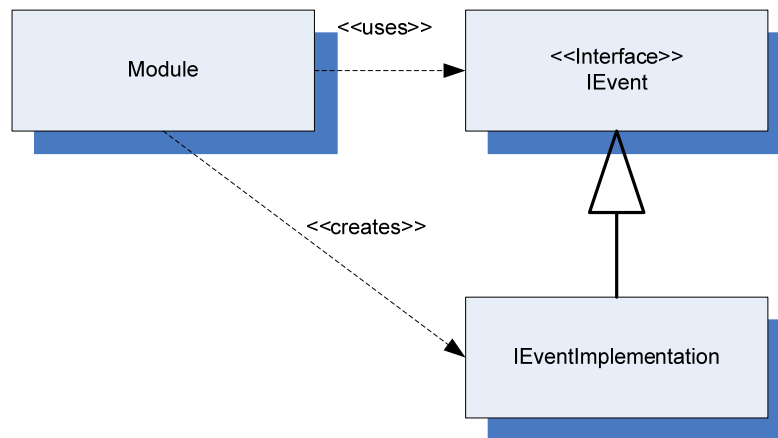 <<uses>>
Module
<<Interface>>
IEvent
<<creates>>
IEventImplementation